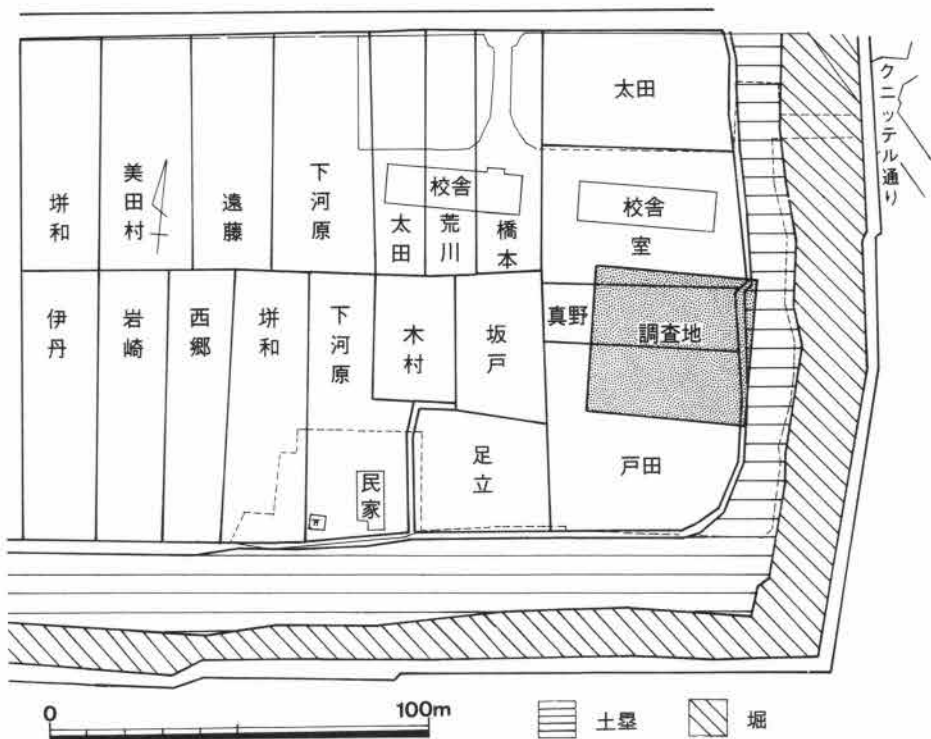 太田
クニッテル通り
垪和
美田村
遠藤
下河原
校舎
太田
荒川
橋本
校舎
室
伊丹
岩崎
西郷
垪和
下河原
木村
坂戸
真野
調査地
足立
戸田
民家
0 100m
土塁
堀